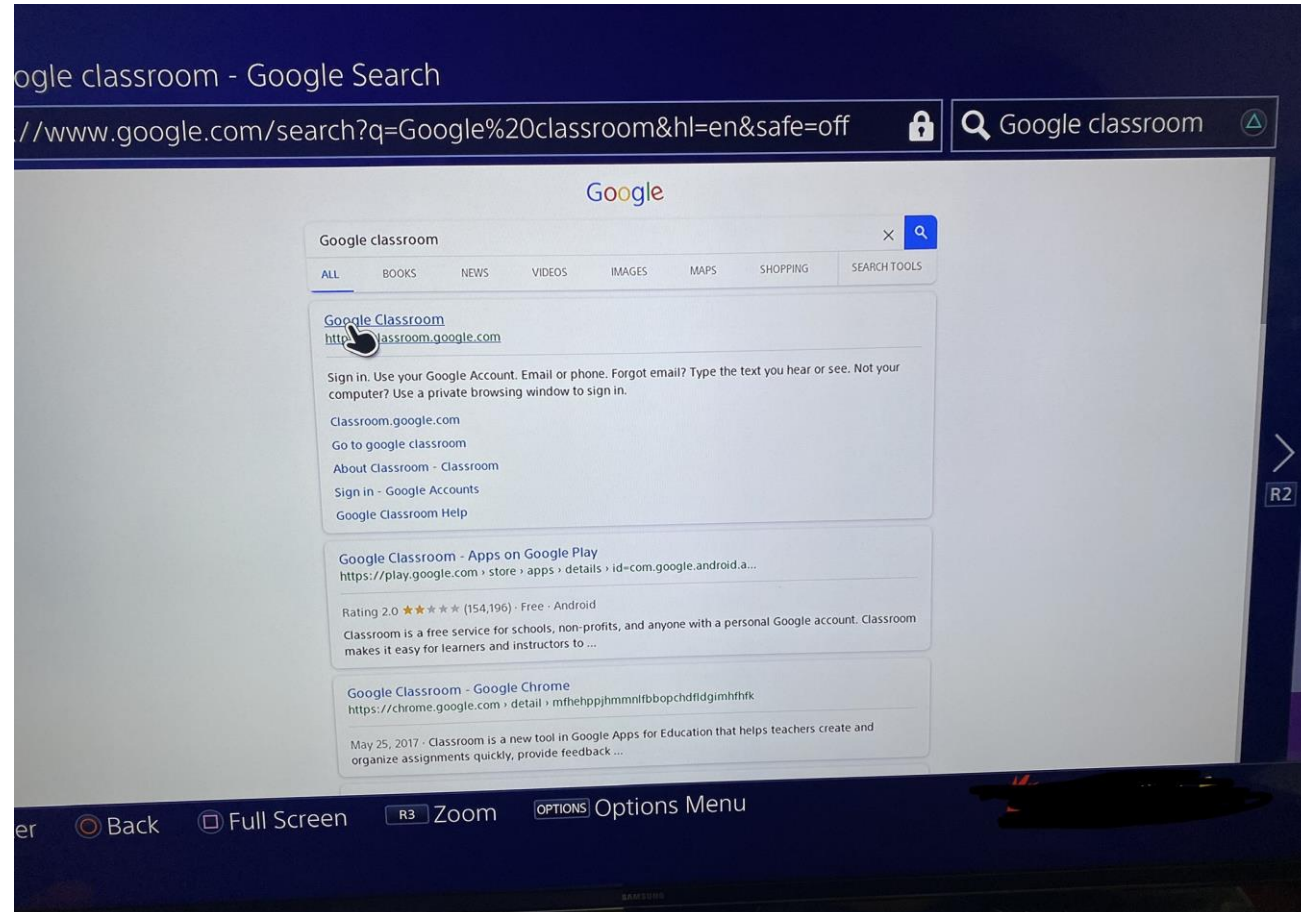 ogle classroom - Google Search
://www.google.com/search?q=Google%20classroom&hl=en&safe=off
Google classroom
Google
Google classroom
ALL BOOKS NEWS VIDEOS IMAGES MAPS SHOPPING SEARCH TOOLS
Google Classroom
http lassroom.google.com
Sign in. Use your Google Account. Email or phone. Forgot email? Type the text you hear or see. Not your
computer? Use a private browsing window to sign in.
Classroom.google.com
Go to google classroom
About Classroom - Classroom
Sign in - Google Accounts
Google Classroom Help
R2
Google Classroom - Apps on Google Play
https://play.google.com › store › apps › details › id=com.google.android.a...
Rating 2.0 ★★★★★ (154,196) · Free · Android
Classroom is a free service for schools, non-profits, and anyone with a personal Google account. Classroom
makes it easy for learners and instructors to ...
Google Classroom - Google Chrome
https://chrome.google.com › detail › mfhehppjhmmnlfbbopchdfldgimhfhfk
May 25, 2017 · Classroom is a new tool in Google Apps for Education that helps teachers create and
organize assignments quickly, provide feedback ...
er Back Full Screen R3 Zoom OPTIONS Options Menu
SAMSUNG